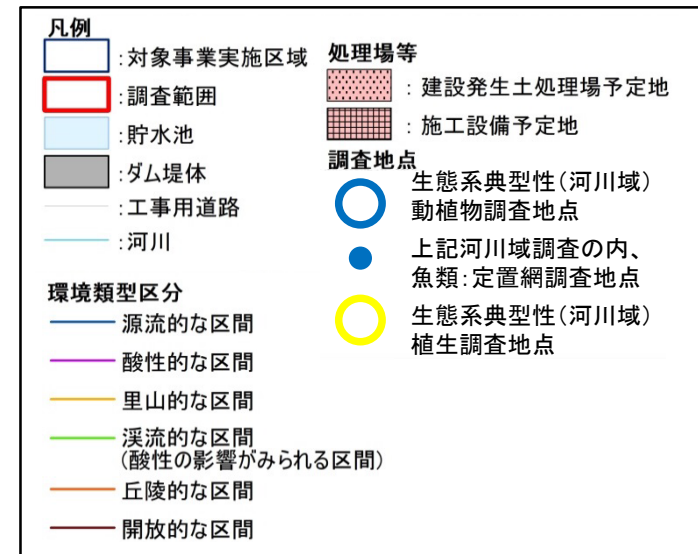 凡例
:対象事業実施区域
:調査範囲
:貯水池
:ダム堤体
:工事用道路
:河川
環境類型区分
源流的な区間
酸性的な区間
里山的な区間
渓流的な区間
(酸性の影響がみられる区間)
丘陵的な区間
開放的な区間
処理場等
:建設発生土処理場予定地
:施工設備予定地
調査地点
生態系典型性(河川域)
動植物調査地点
上記河川域調査の内、
魚類:定置網調査地点
生態系典型性(河川域)
植生調査地点